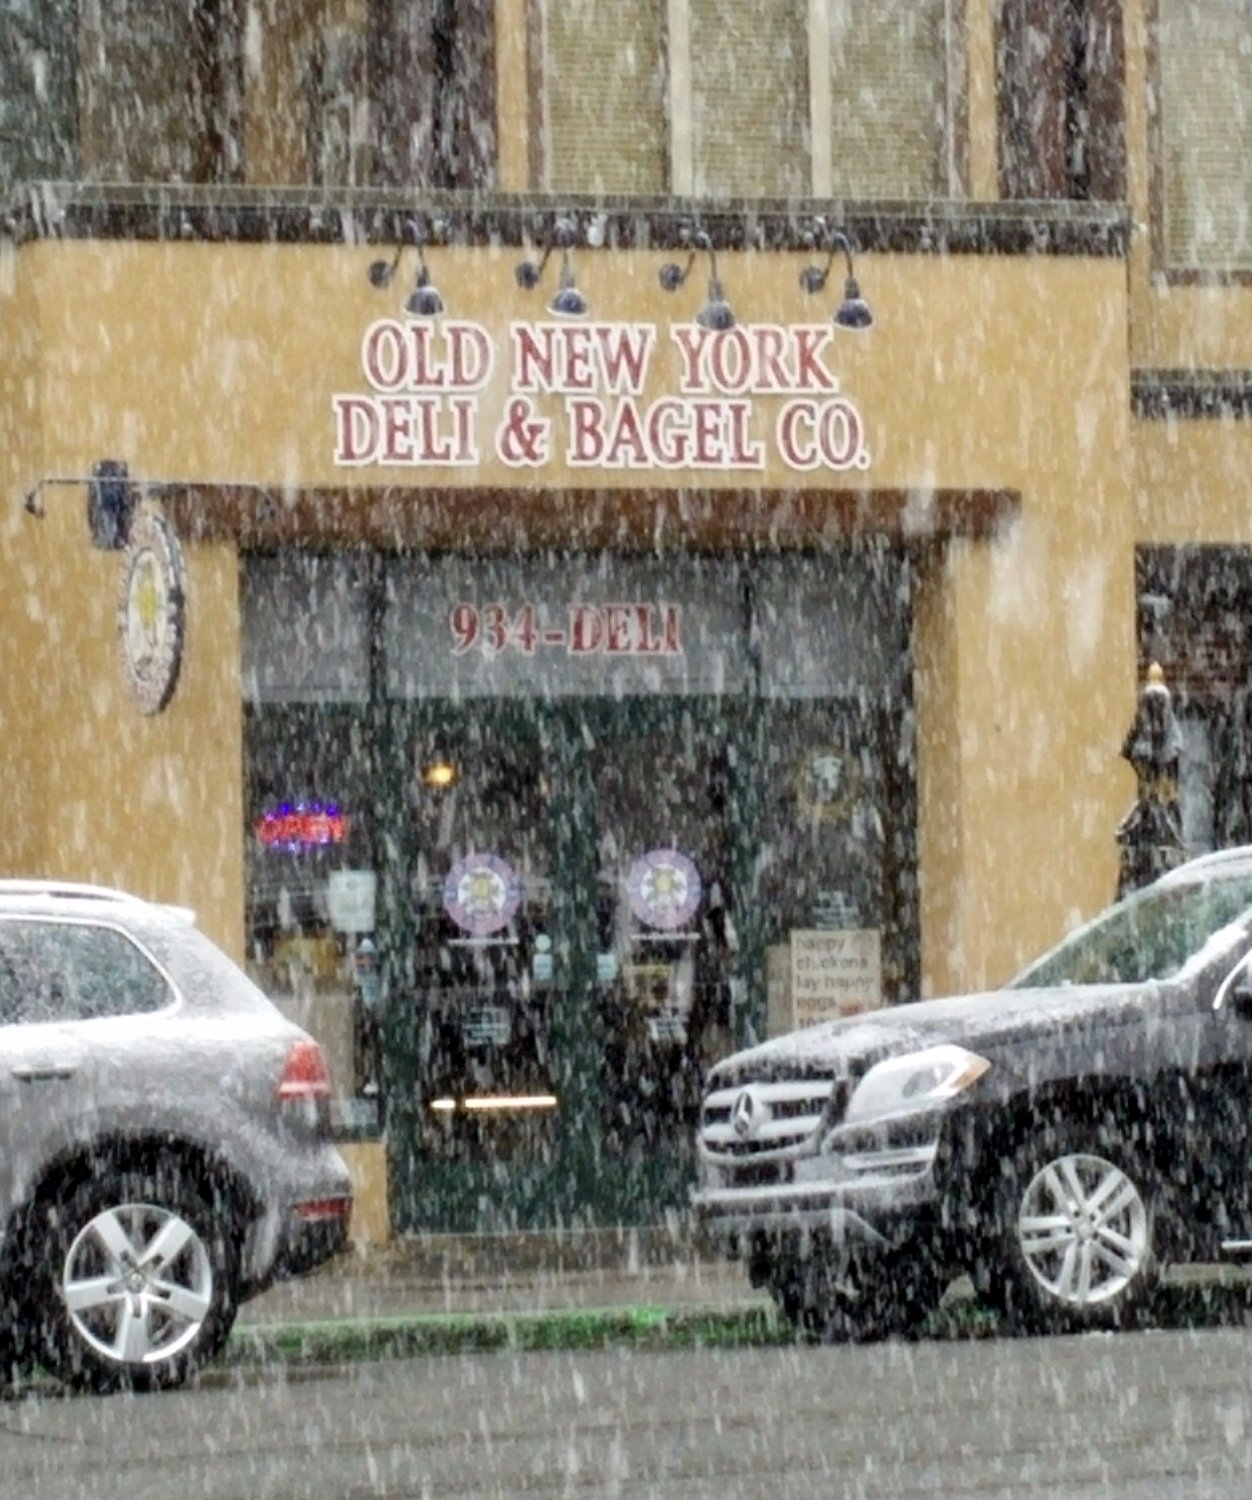 OLD NEW YORK
DELI & BAGEL CO.
934-DELI
OPEN
happy
chickens
lay happy
eggs